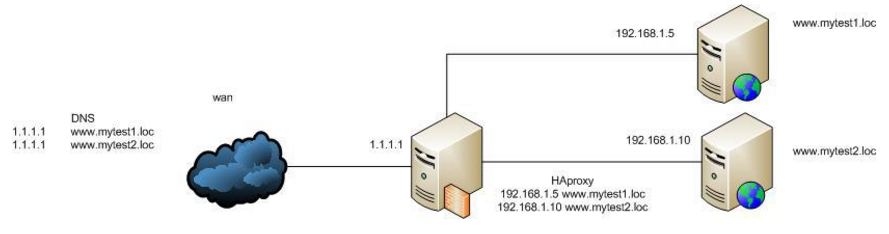 192.168.1.5
www.mytest1.loc
wan
DNS
1.1.1.1 www.mytest1.loc
1.1.1.1 www.mytest2.loc
1.1.1.1
192.168.1.10
www.mytest2.loc
HAproxy
192.168.1.5 www.mytest1.loc
192.168.1.10 www.mytest2.loc